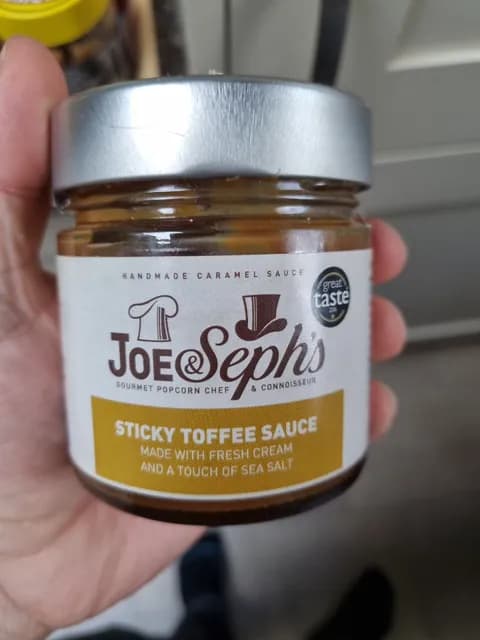 HANDMADE CARAMEL SAUCE
great
taste
JOE & Seph's
GOURMET POPCORN CHEF & CONNOISSEUR
STICKY TOFFEE SAUCE
MADE WITH FRESH CREAM
AND A TOUCH OF SEA SALT